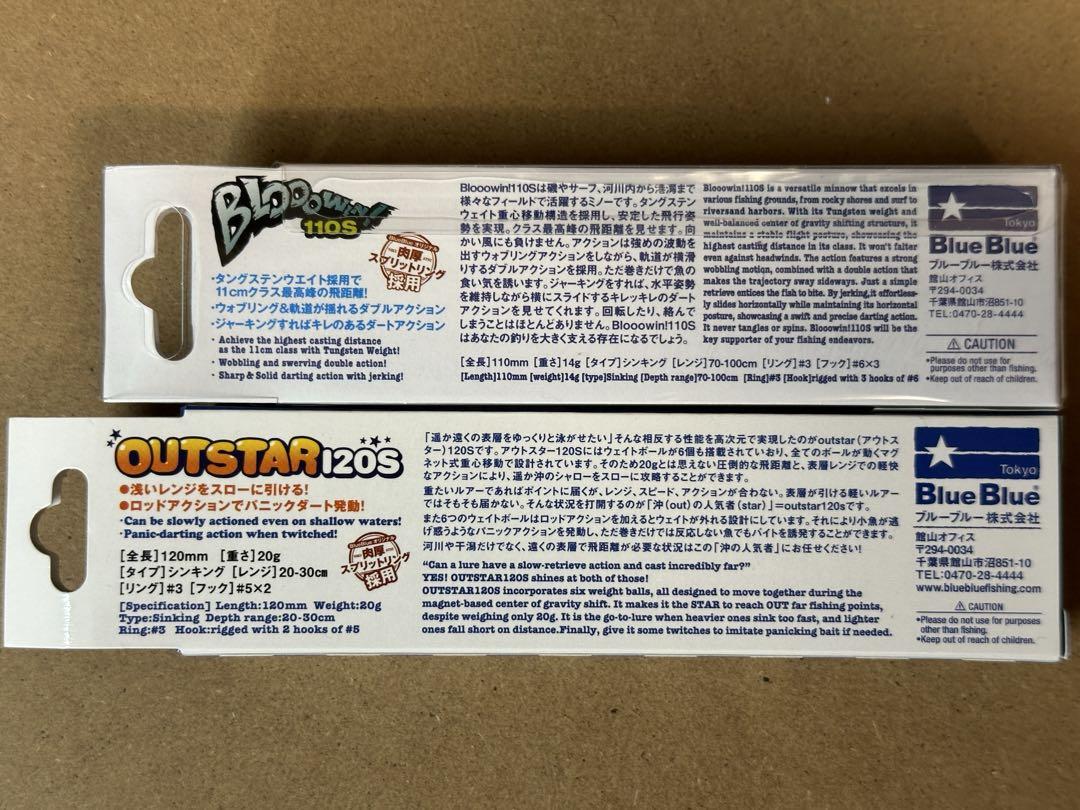 BLOOOWIN!
110S
BlueBlue オリジナル
肉厚
スプリットリング
採用
・タングステンウエイト採用で
11cmクラス最高峰の飛距離!
・ウォブリング&軌道が揺れるダブルアクション
・ジャーキングすればキレのあるダートアクション
・ Achieve the highest casting distance
as the 11cm class with Tungsten Weight!
・ Wobbling and swerving double action!
・ Sharp & Solid darting action with jerking!
Blooowin!110Sは磯やサーフ、河川内から港湾まで
様々なフィールドで活躍するミノーです。タングステン
ウェイト重心移動構造を採用し、安定した飛行姿
勢を実現。クラス最高峰の飛距離を見せます。向
かい風にも負けません。アクションは強めの波動を
出すウォブリングアクションをしながら、軌道が横滑
りするダブルアクションを採用。ただ巻きだけで魚の
食い気を誘います。ジャーキングをすれば、水平姿勢
を維持しながら横にスライドするキレッキレのダート
アクションを見せてくれます。回転したり、絡んで
しまうことはほとんどありません。Blooowin!110S
はあなたの釣りを大きく支える存在になるでしょう。
Blooowin!110S is a versatile minnow that excels in
various fishing grounds, from rocky shores and surf to
riversand harbors. With its Tungsten weight and
well-balanced center of gravity shifting structure, it
maintains a stable flight posture, showcasing the
highest casting distance in its class. It won't falter
even against headwinds. The action features a strong
wobbling motion, combined with a double action that
makes the trajectory sway sideways. Just a simple
retrieve entices the fish to bite. By jerking,it effortless-
ly slides horizontally while maintaining its horizontal
posture, showcasing a swift and precise darting action.
It never tangles or spins. Blooowin!110S will be the
key supporter of your fishing endeavors.
[全長]110mm [重さ]14g [タイプ]シンキング [レンジ]70-100cm [リング]#3 [フック]#6×3
[Length]110mm [weight]14g [type]Sinking [Depth range]70-100cm [Ring]#3 [Hook]rigged with 3 hooks of #6
Tokyo
Blue Blue
ブルーブルー株式会社
館山オフィス
〒294-0034
千葉県館山市沼851-10
TEL:0470-28-4444
⚠ CAUTION
•Please do not use for
purposes other than fishing.
•Keep out of reach of children.
OUTSTAR120S
●浅いレンジをスローに引ける!
●ロッドアクションでパニックダート発動!
・Can be slowly actioned even on shallow waters!
・Panic-darting action when twitched!
[全長]120mm [重さ]20g
[タイプ]シンキング [レンジ]20-30cm
[リング]#3 [フック]#5×2
BlueBlue オリジナル
肉厚
スプリットリング
採用
[Specification] Length:120mm Weight:20g
Type:Sinking Depth range:20-30cm
Ring:#3 Hook:rigged with 2 hooks of #5
「遥か遠くの表層をゆっくりと泳がせたい」そんな相反する性能を高次元で実現したのがoutstar(アウトス
ター)120Sです。アウトスター120Sにはウェイトボールが6個も搭載されていおり、全てのボールが動くマグ
ネット式重心移動で設計されています。そのため20gとは思えない圧倒的な飛距離と、表層レンジでの軽快
なアクションにより、遥か沖のシャローをスローに攻略することができます。
重たいルアーであればポイントに届くが、レンジ、スピード、アクションが合わない。表層が引ける軽いルアー
ではそもそも届かない。そんな状況を打開するのが「沖(out)の人気者(star)」=outstar120sです。
また6つのウェイトボールはロッドアクションを加えるとウェイトが外れる設計にしています。それにより小魚が逃
げ惑うようなパニックアクションを発動し、ただ巻きだけでは反応しない魚でもバイトを誘発することができます。
河川や干潟だけでなく、遠くの表層で飛距離が必要な状況はこの「沖の人気者」にお任せください!
“Can a lure have a slow-retrieve action and cast incredibly far?”
YES! OUTSTAR120S shines at both of those!
OUTSTAR120S incorporates six weight balls, all designed to move together during the
magnet-based center of gravity shift. It makes it the STAR to reach OUT far fishing points,
despite weighing only 20g. It is the go-to-lure when heavier ones sink too fast, and lighter
ones fall short on distance.Finally, give it some twitches to imitate panicking bait if needed.
Tokyo
Blue Blue®
ブルーブルー株式会社
館山オフィス
〒294-0034
千葉県館山市沼851-10
TEL:0470-28-4444
www.bluebluefishing.com
⚠ CAUTION
•Please do not use for purposes
other than fishing.
•Keep out of reach of children.